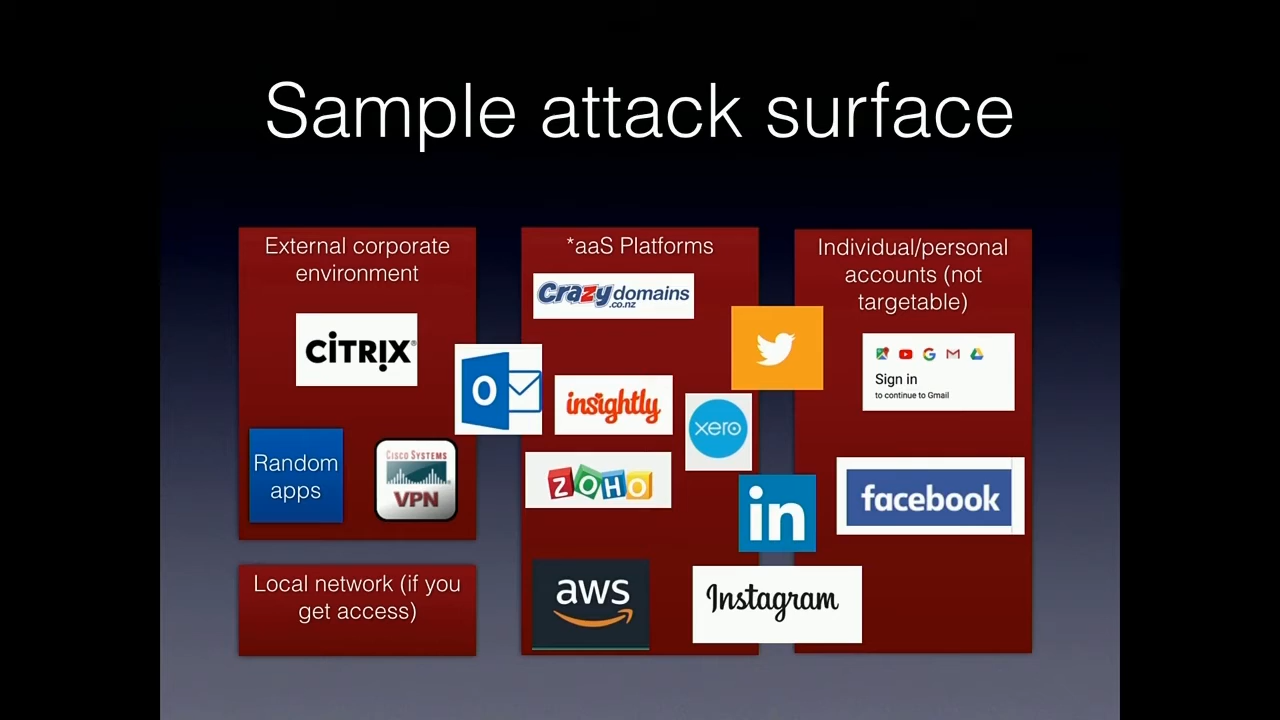 Sample attack surface
External corporate
environment
CiTRIX®
Random
apps
CISCO SYSTEMS
VPN
Local network (if you
get access)
O
*aaS Platforms
Crazydomains
.co.nz
insightly
xero
ZOHO
in
aws
Instagram
Individual/personal
accounts (not
targetable)
G
Sign in
to continue to Gmail
facebook